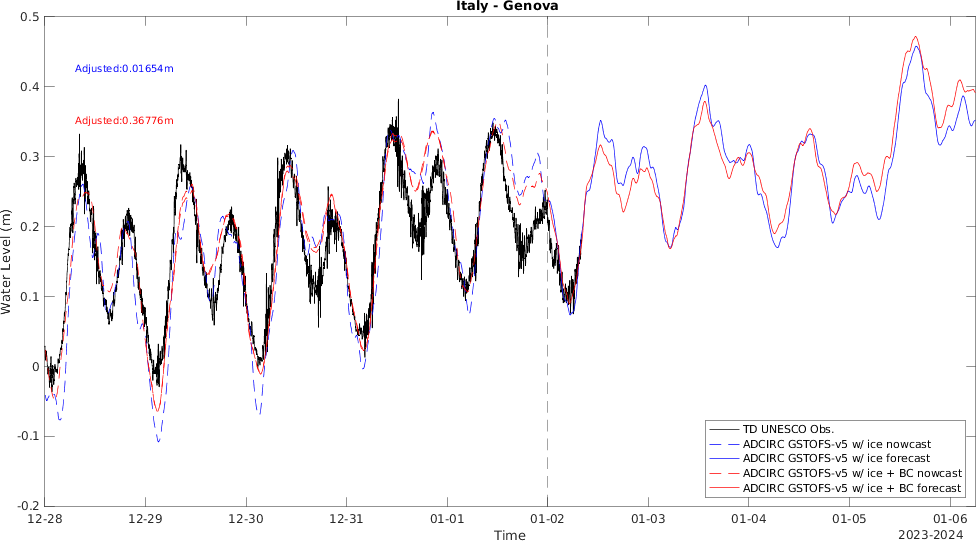 Italy - Genova
Adjusted:0.01654m
Adjusted:0.36776m
Water Level (m)
0.5
0.4
0.3
0.2
0.1
0
-0.1
-0.2
TD UNESCO Obs.
ADCIRC GSTOFS-v5 w/ ice nowcast
ADCIRC GSTOFS-v5 w/ ice forecast
ADCIRC GSTOFS-v5 w/ ice + BC nowcast
ADCIRC GSTOFS-v5 w/ ice + BC forecast
12-28 12-29 12-30 12-31 01-01 01-02 01-03 01-04 01-05 01-06
Time
2023-2024